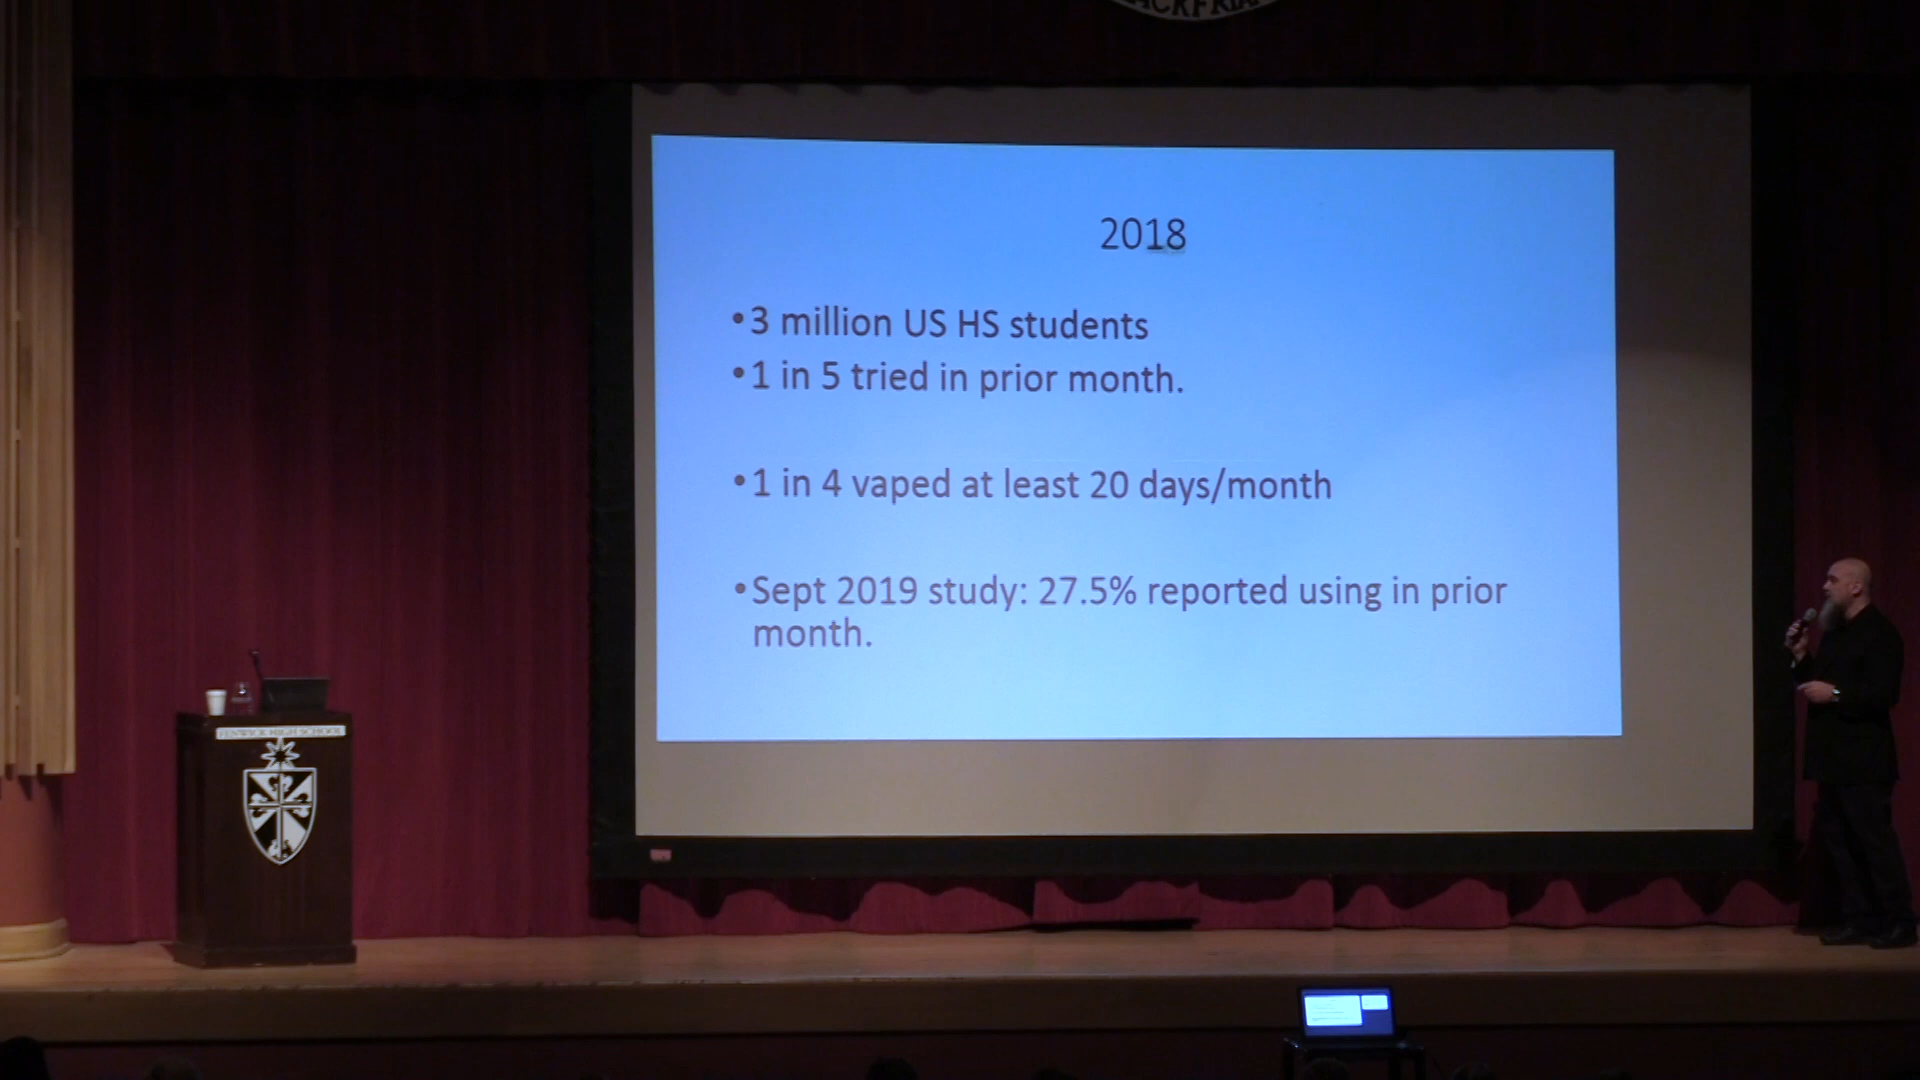 ACKFRIA
2018
•3 million US HS students
•1 in 5 tried in prior month.
•1 in 4 vaped at least 20 days/month
•Sept 2019 study: 27.5% reported using in prior
month.
FENWICK HIGH SCHOOL